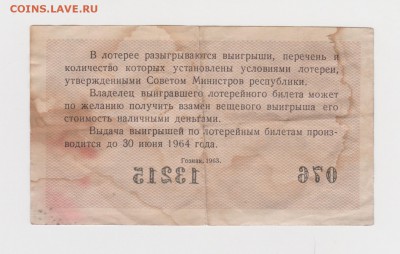 COINS.LAVE.RU
В лотерее разыгрываются выигрыши, перечень и
количество которых установлены условиями лотереи,
утвержденными Советом Министров республики.
Владелец выигравшего лотерейного билета может
по желанию получить взамен вещевого выигрыша его
стоимость наличными деньгами.
Выдача выигрышей по лотерейным билетам произ-
водится до 30 июня 1964 года.
Гознак. 1963.
13215 076